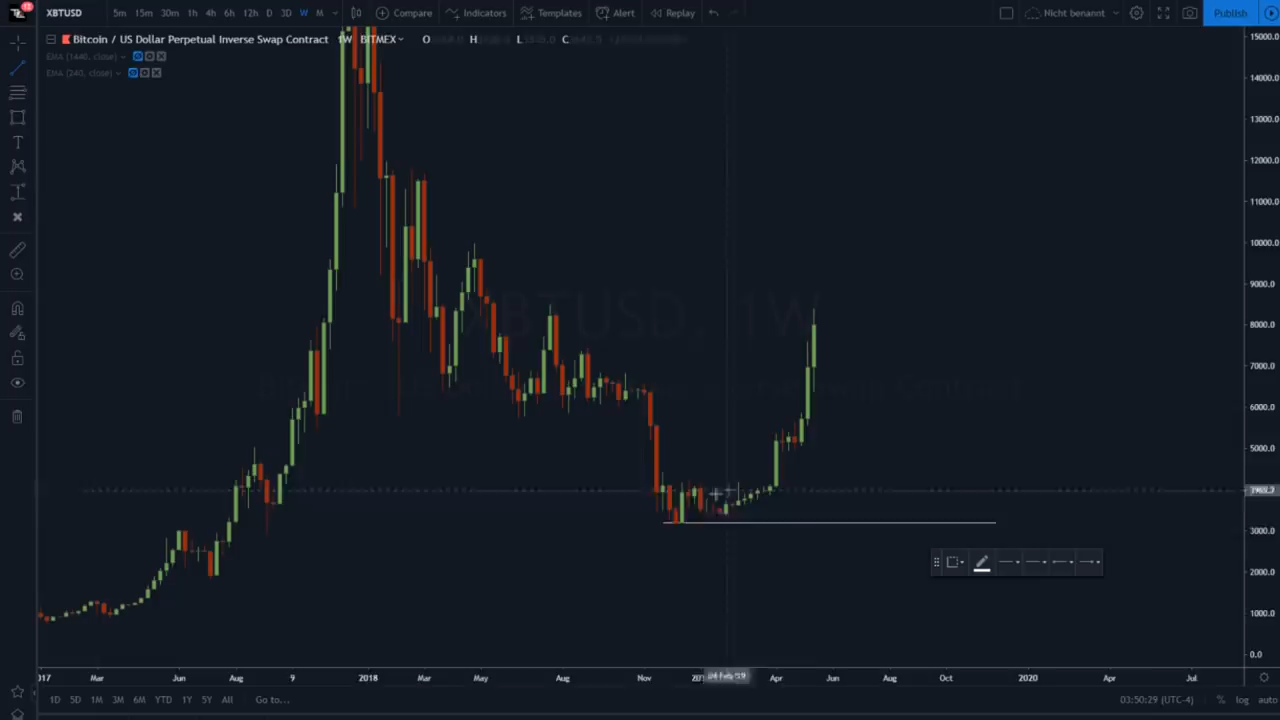 XBTUSD 5m 15m 30m 1h 4h 6h 12h D 3D W M Compare Indicators Templates Alert Replay Nicht benannt Publish
Bitcoin / US Dollar Perpetual Inverse Swap Contract 1W BITMEX O H L C
EMA (1440, close)
EMA (240, close)
15000.0
14000.0
13000.0
12000.0
11000.0
10000.0
9000.0
8000.0
7000.0
6000.0
5000.0
3000.0
2000.0
1000.0
0.0
XBTUSD, 1W
2017 Mar Jun Aug 9 2018 Mar May Aug Nov Apr Jun Aug Oct 2020 Apr Jul
1D 5D 1M 3M 6M YTD 1Y 5Y All Go to... 03:50:29 (UTC-4) % log auto